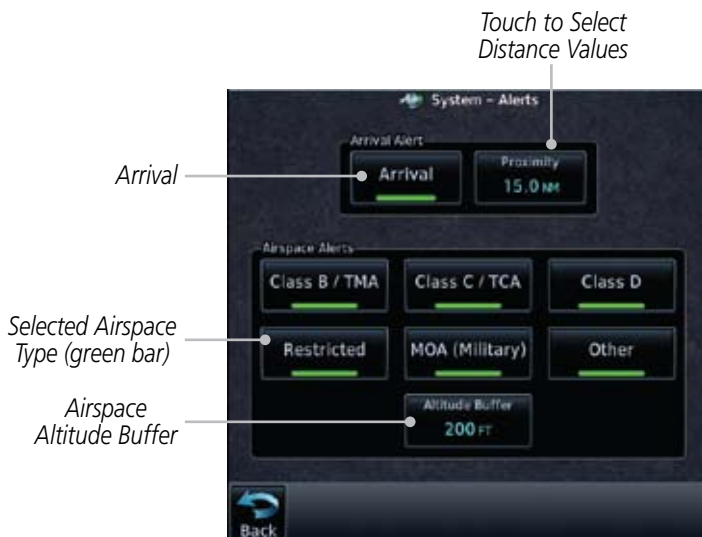 Touch to Select
Distance Values
System – Alerts
Arrival Alert
Arrival
Arrival
Proximity
15.0 NM
Airspace Alerts
Class B / TMA
Class C / TCA
Class D
Selected Airspace
Type (green bar)
Restricted
MOA (Military)
Other
Airspace
Altitude Buffer
Altitude Buffer
200 FT
Back